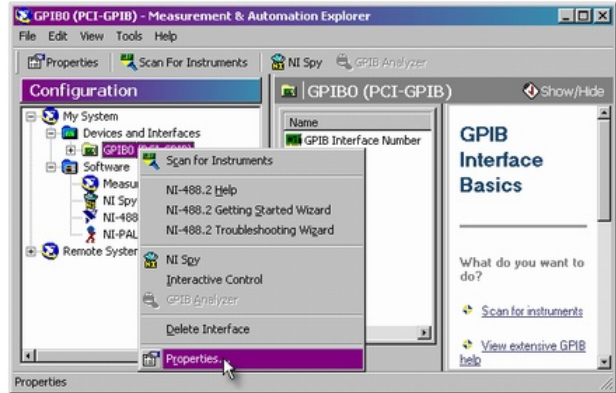 GPIB0 (PCI-GPIB) - Measurement & Automation Explorer
File Edit View Tools Help
Properties Scan For Instruments NI Spy GPIB Analyzer
Configuration
GPIB0 (PCI-GPIB)
Show/Hide
My System
Devices and Interfaces
GPIB0 (PCI-GPIB)
Software
Measu
NI Spy
NI-488
NI-PAL
Remote System
Name
GPIB Interface Number
Scan for Instruments
NI-488.2 Help
NI-488.2 Getting Started Wizard
NI-488.2 Troubleshooting Wizard
NI Spy
Interactive Control
GPIB Analyzer
Delete Interface
Properties...
GPIB
Interface
Basics
What do you want to
do?
Scan for instruments
View extensive GPIB
help
Properties